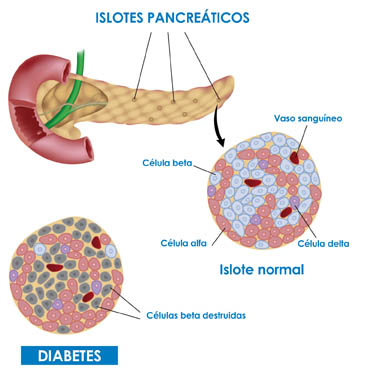 ISLOTES PANCREÁTICOS
Vaso sanguíneo
Célula beta
Célula alfa
Célula delta
Islote normal
Células beta destruidas
DIABETES